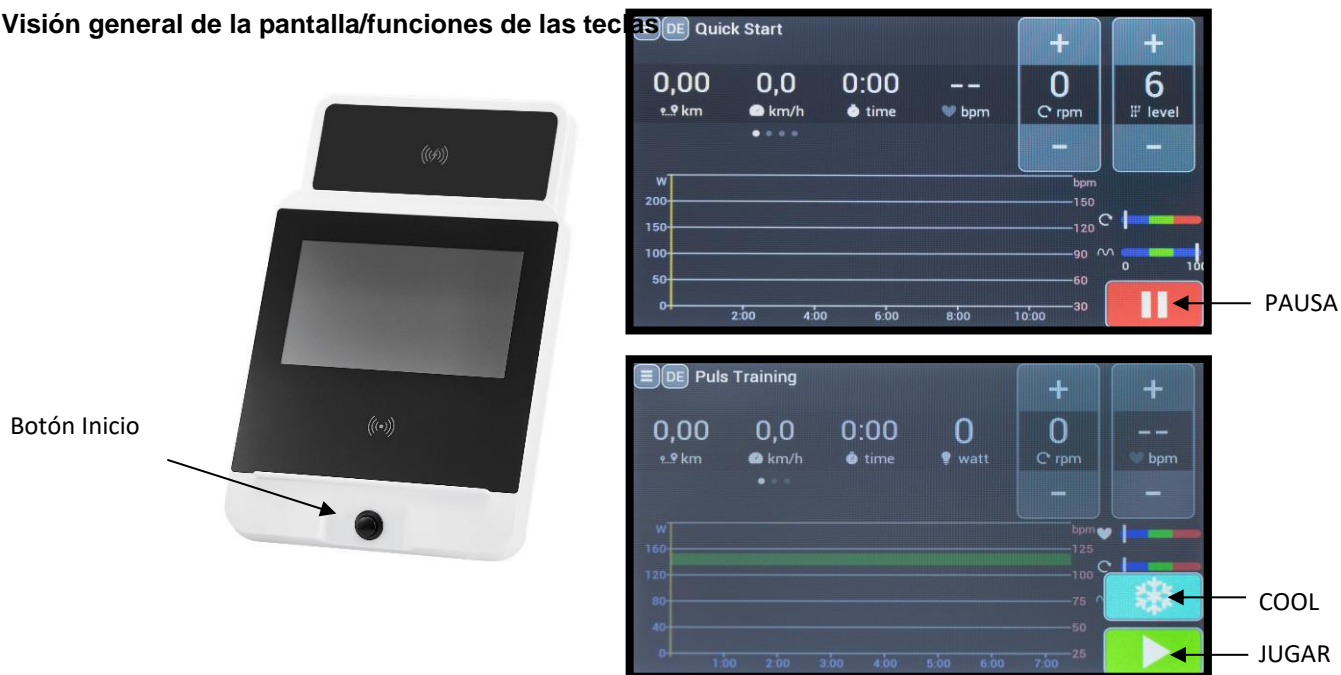 Visión general de la pantalla/funciones de las teclas
DE Quick Start
+ +
0,00 0,0 0:00 -- 0 6
km km/h time bpm rpm level
- -
W bpm
200 150
150 120
100 90
0 100
50 60
0 30
2:00 4:00 6:00 8:00 10:00
PAUSA
DE Puls Training
+ +
0,00 0,0 0:00 0 0 --
km km/h time watt rpm bpm
- -
Botón Inicio
W bpm
160 125
120 100
80 75
40 50
0 25
1:00 2:00 3:00 4:00 5:00 6:00 7:00
COOL
JUGAR